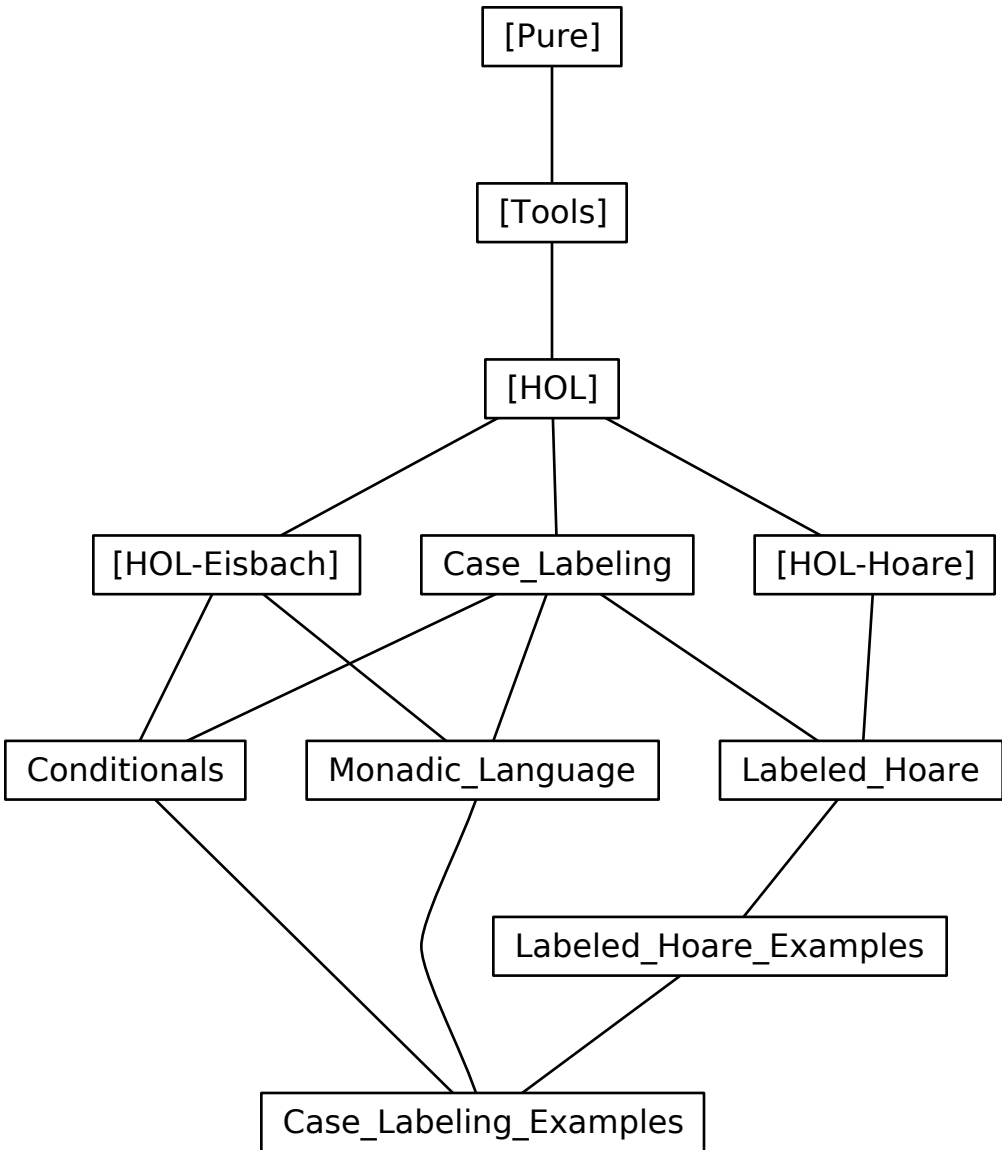 [Pure]
[Tools]
[HOL]
[HOL-Eisbach]
Case_Labeling
[HOL-Hoare]
Conditionals
Monadic_Language
Labeled_Hoare
Labeled_Hoare_Examples
Case_Labeling_Examples